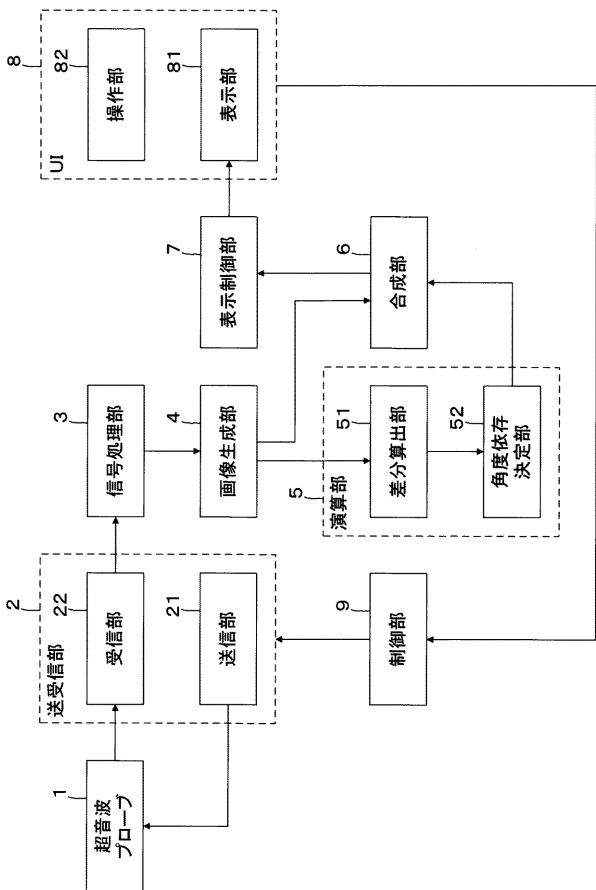 1
超音波
プローブ
2
送受信部
22
受信部
21
送信部
3
信号処理部
4
画像生成部
5
演算部
51
差分算出部
52
角度依存
決定部
9
制御部
7
表示制御部
6
合成部
8
UI
82
操作部
81
表示部